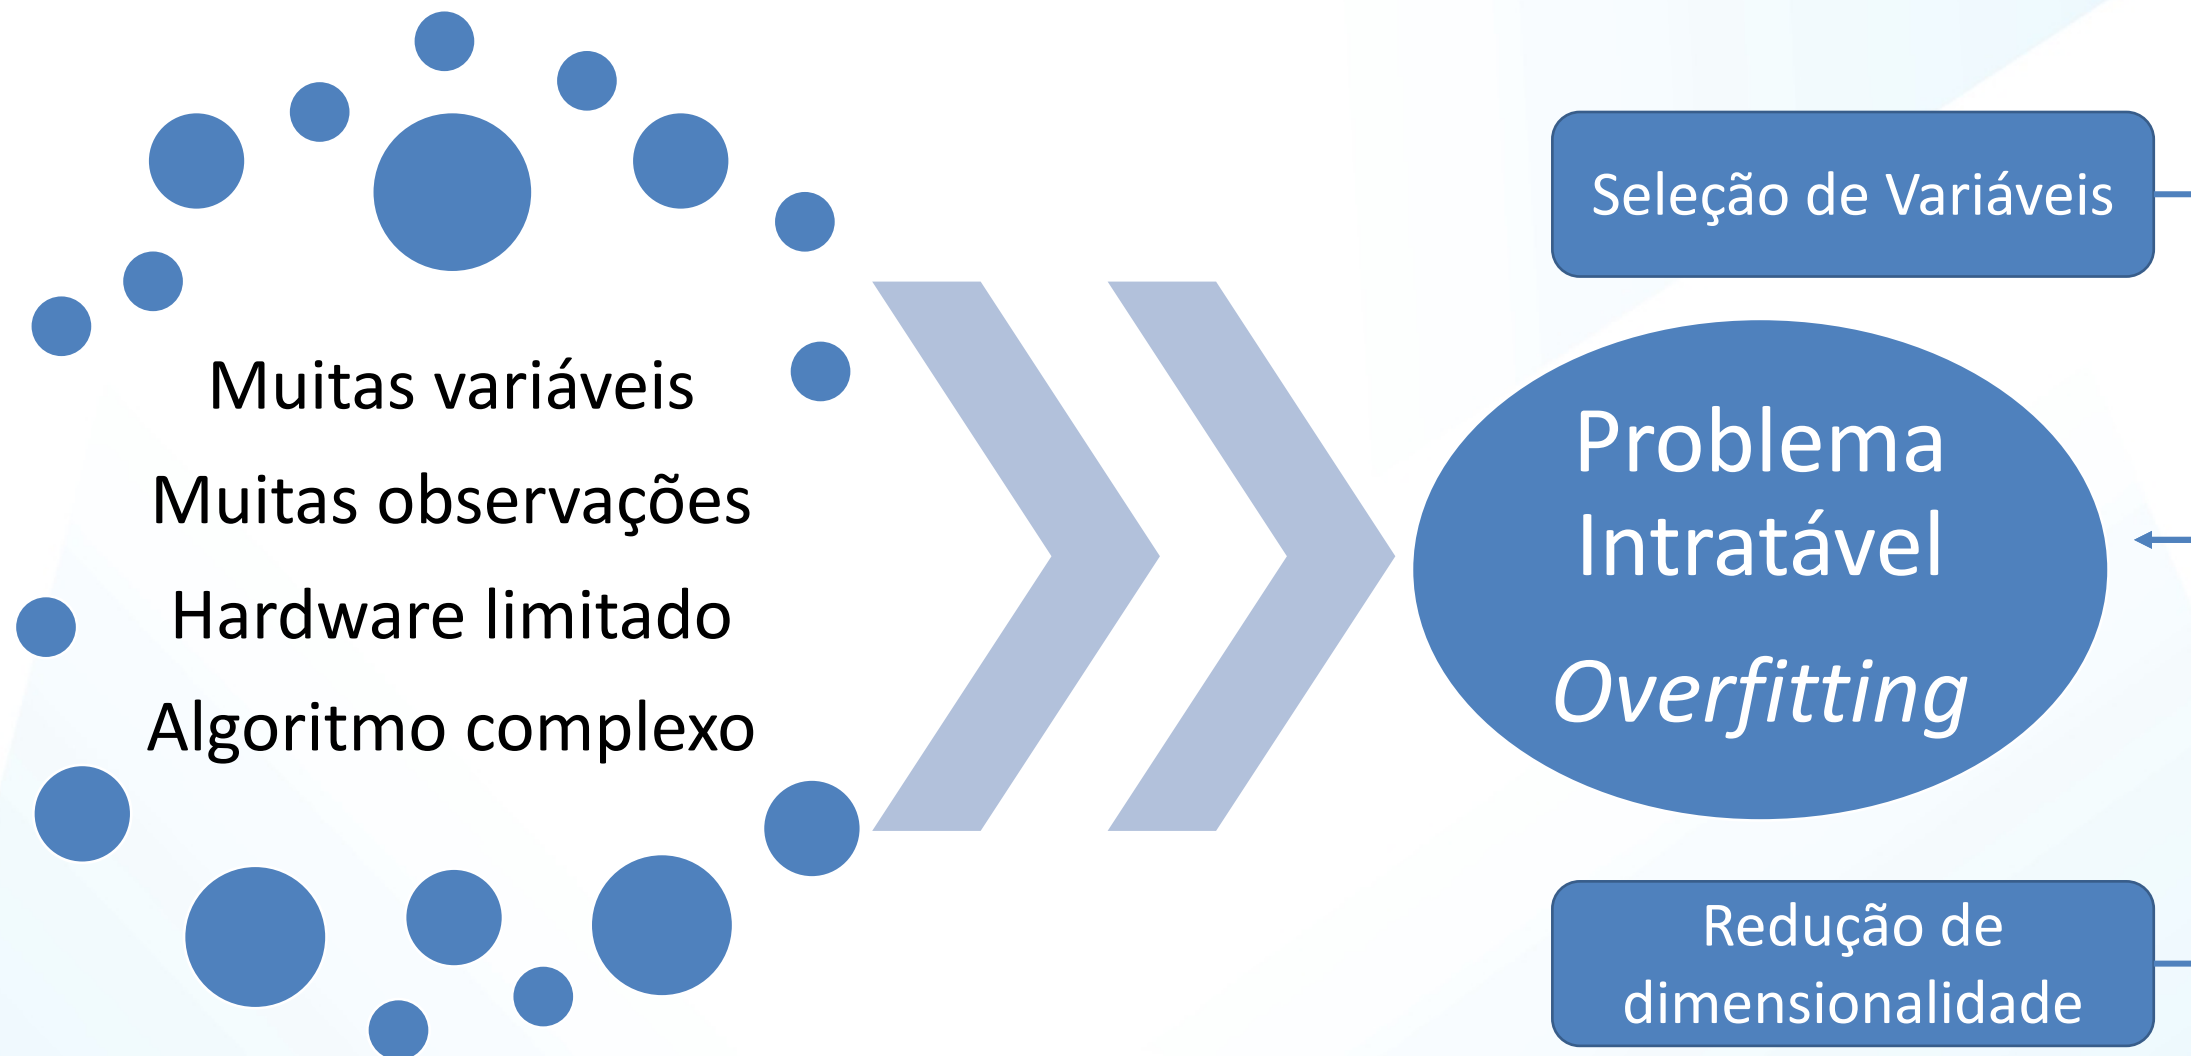 Muitas variáveis
Muitas observações
Hardware limitado
Algoritmo complexo
Seleção de Variáveis
Problema
Intratável
Overfitting
Redução de
dimensionalidade